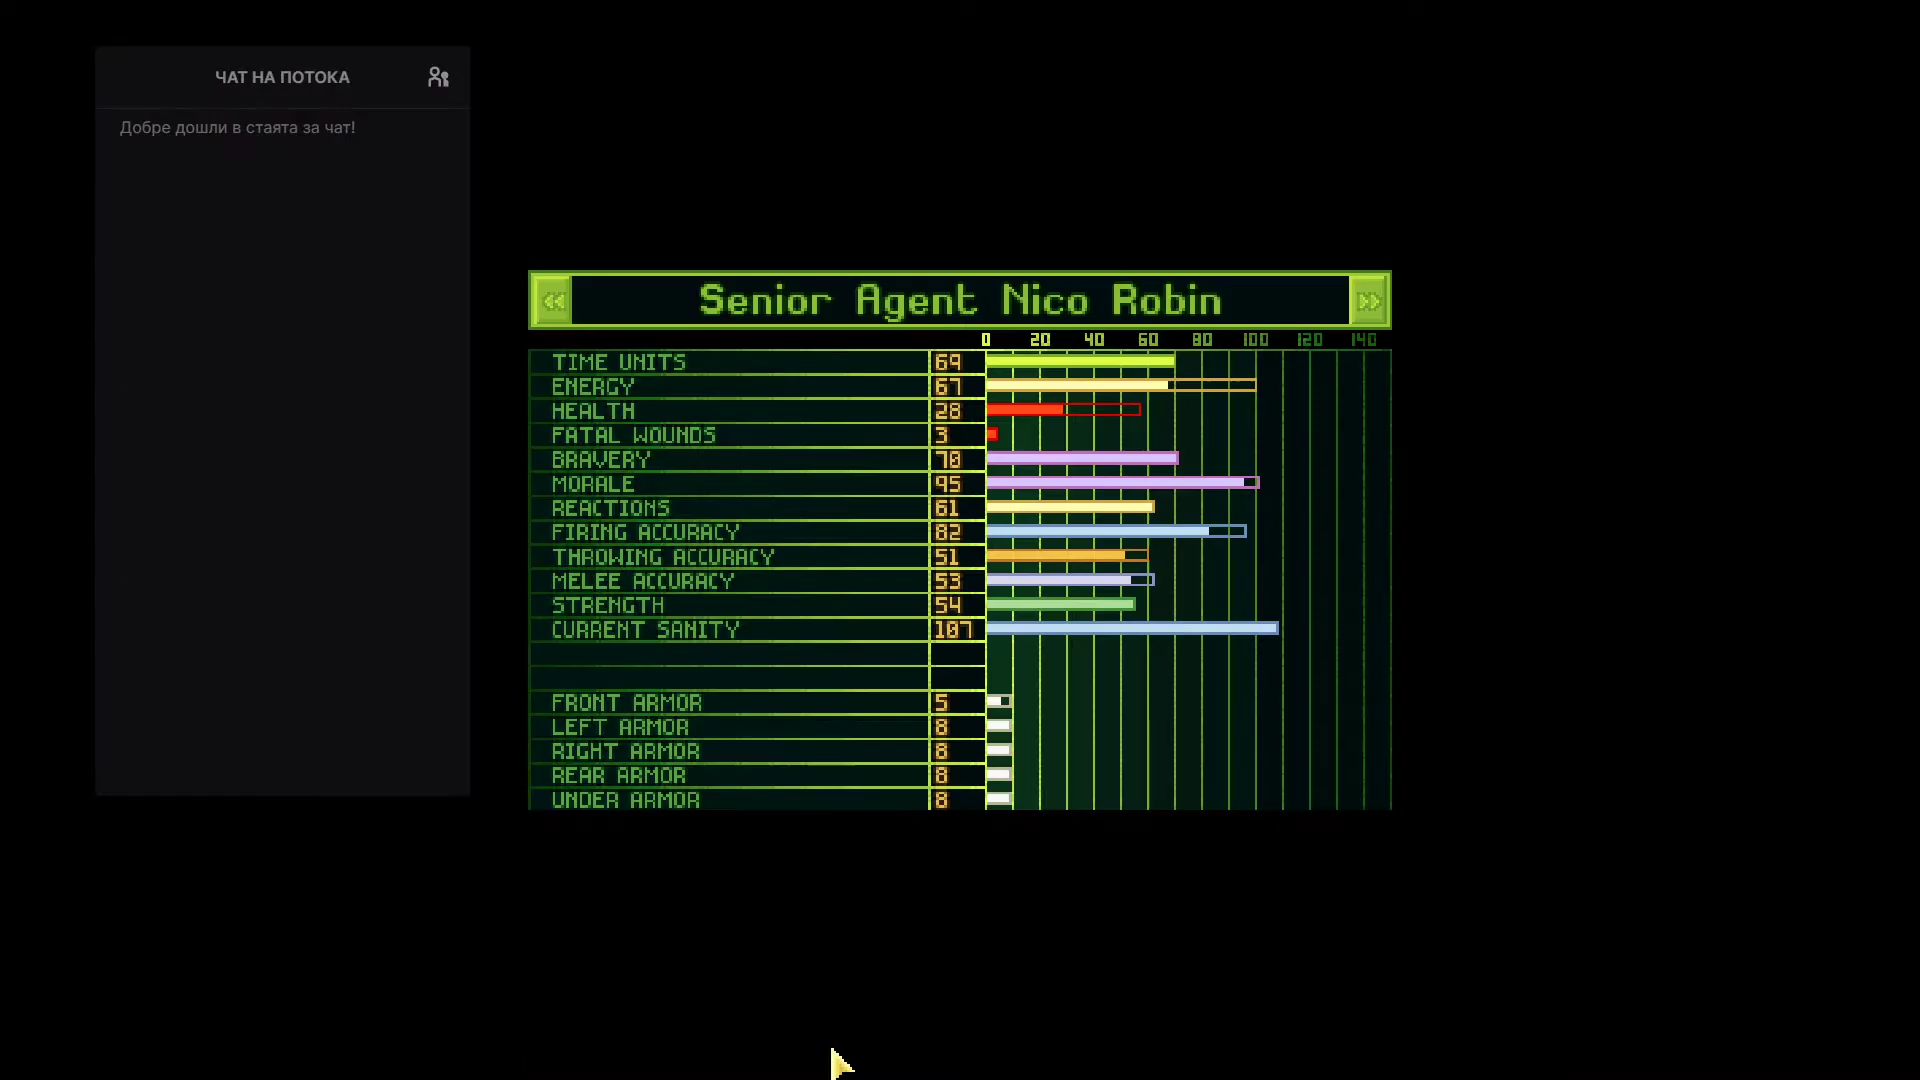 ЧАТ НА ПОТОКА
Добре дошли в стаята за чат!
Senior Agent Nico Robin
0 20 40 60 80 100 120 140
TIME UNITS 69
ENERGY 67
HEALTH 28
FATAL WOUNDS 3
BRAVERY 70
MORALE 95
REACTIONS 61
FIRING ACCURACY 82
THROWING ACCURACY 51
MELEE ACCURACY 53
STRENGTH 54
CURRENT SANITY 107
FRONT ARMOR 5
LEFT ARMOR 8
RIGHT ARMOR 8
REAR ARMOR 8
UNDER ARMOR 8